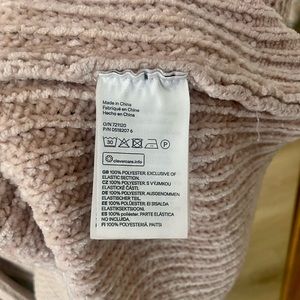 Made in China
Fabriqué en Chine
Hecho en China
O/N 721120
P/N 0518207 6
30
clevercare.info
GB 100% POLYESTER. EXCLUSIVE OF
ELASTIC SECTION.
CZ 100% POLYESTER. S VÝJIMKOU
ELASTICKÉ ČÁSTI.
DE 100% POLYESTER. AUSGENOMMEN
ELASTISCHER TEIL.
EE 100% POLÜESTER. EI SISALDA
ELASTIKSEKTSIOONI.
ES 100% poliéster. PARTE ELÁSTICA
NO INCLUIDA.
FI 100% POLYESTERIA. PAITSI